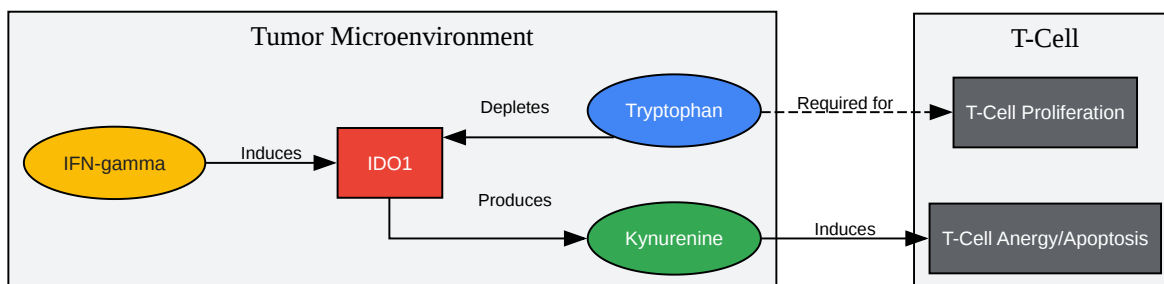 Tumor Microenvironment
T-Cell
Depletes
Tryptophan
Required for
T-Cell Proliferation
IFN-gamma
Induces
IDO1
Produces
Kynurenine
Induces
T-Cell Anergy/Apoptosis